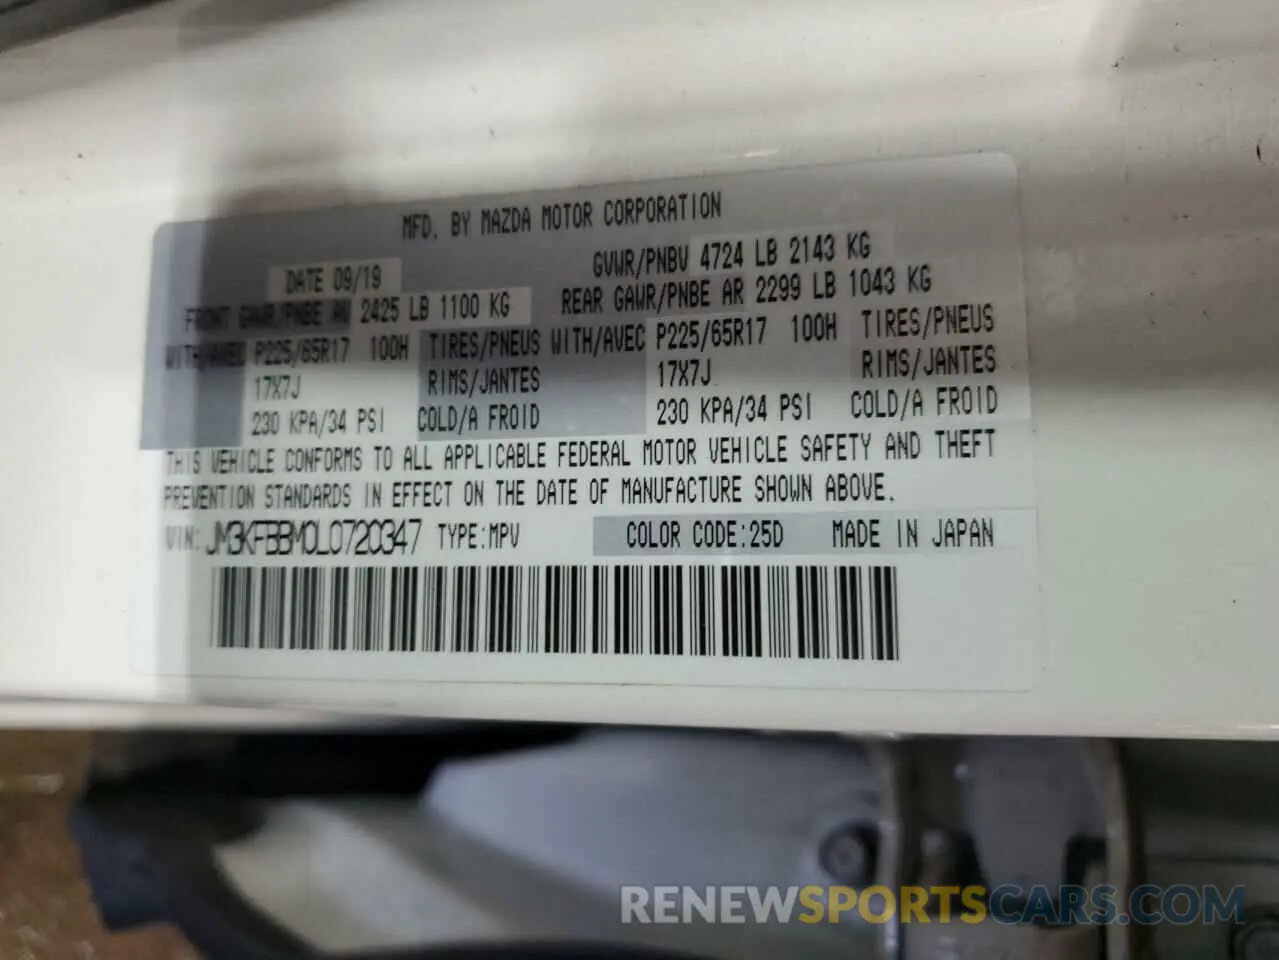 MFD. BY MAZDA MOTOR CORPORATION
DATE 09/19 GVWR/PNBV 4724 LB 2143 KG
FRONT GAWR/PNBE AV 2425 LB 1100 KG REAR GAWR/PNBE AR 2299 LB 1043 KG
WITH/AVEC P225/65R17 100H TIRES/PNEUS WITH/AVEC P225/65R17 100H TIRES/PNEUS
17X7J RIMS/JANTES 17X7J RIMS/JANTES
230 KPA/34 PSI COLD/A FROID 230 KPA/34 PSI COLD/A FROID
THIS VEHICLE CONFORMS TO ALL APPLICABLE FEDERAL MOTOR VEHICLE SAFETY AND THEFT
PREVENTION STANDARDS IN EFFECT ON THE DATE OF MANUFACTURE SHOWN ABOVE.
VIN: JM3KFBBM0L0720347 TYPE:MPV COLOR CODE:25D MADE IN JAPAN
RENEWSPORTSCARS.COM